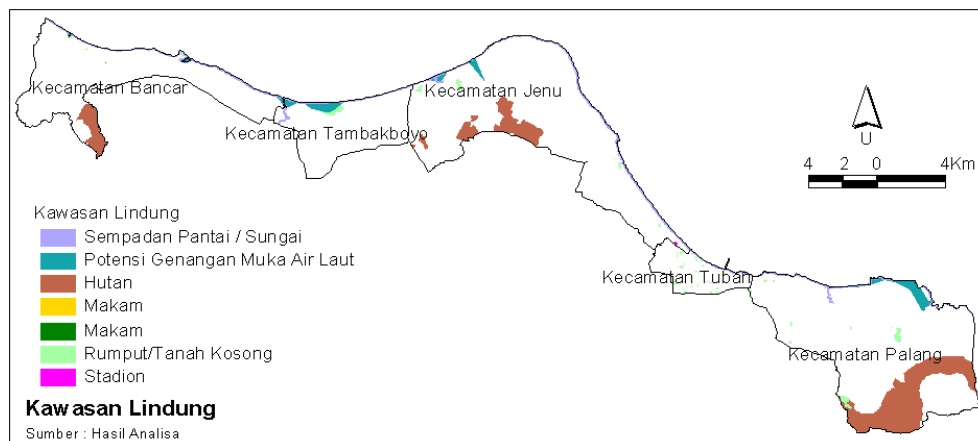 Kecamatan Bancar
Kecamatan Jenu
Kecamatan Tambakboyo
U
4 2 0 4Km
Kawasan Lindung
Sempadan Pantai / Sungai
Potensi Genangan Muka Air Laut
Hutan
Makam
Makam
Rumput/Tanah Kosong
Stadion
Kecamatan Tuban
Kecamatan Palang
Kawasan Lindung
Sumber : Hasil Analisa